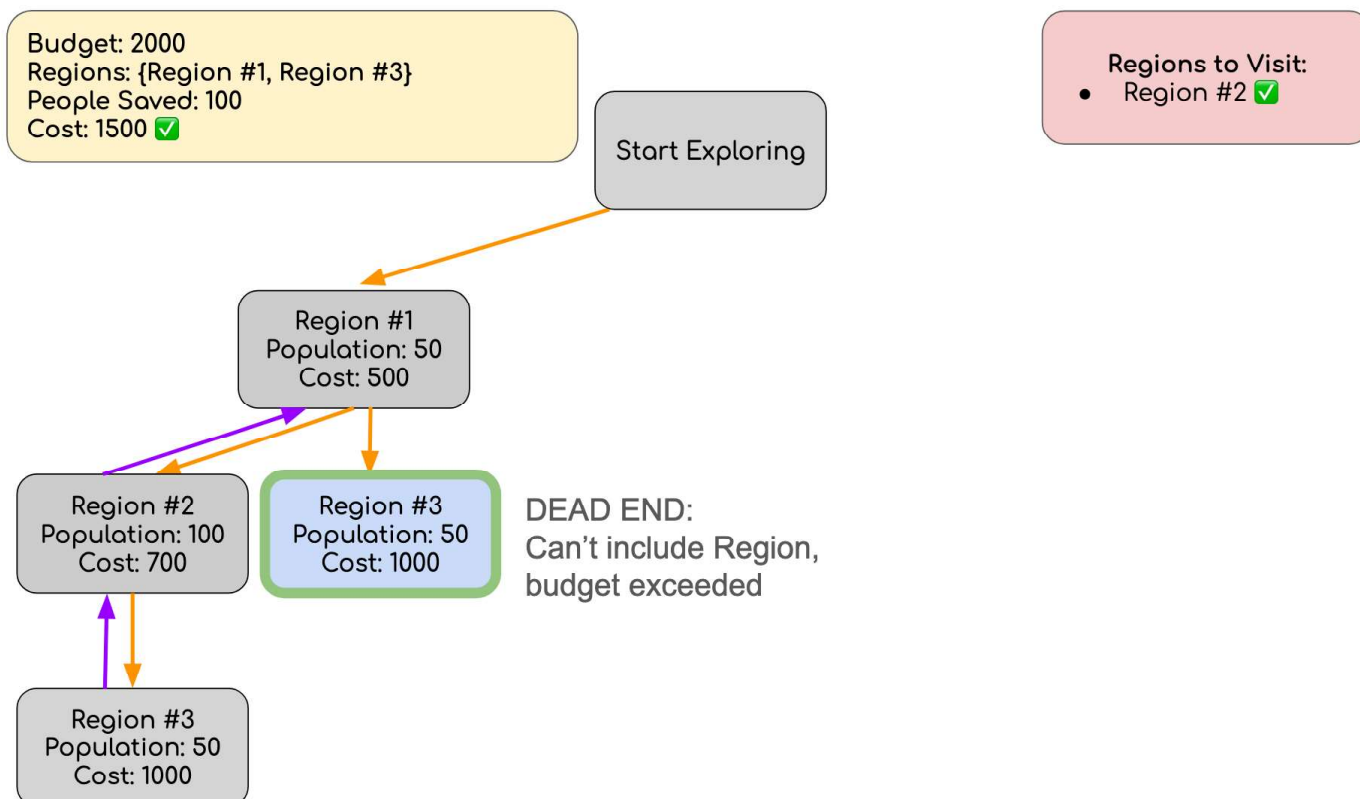 Budget: 2000
Regions: {Region #1, Region #3}
People Saved: 100
Cost: 1500 ✅
Regions to Visit:
● Region #2 ✅
Start Exploring
Region #1
Population: 50
Cost: 500
Region #2
Population: 100
Cost: 700
Region #3
Population: 50
Cost: 1000
DEAD END:
Can't include Region,
budget exceeded
Region #3
Population: 50
Cost: 1000